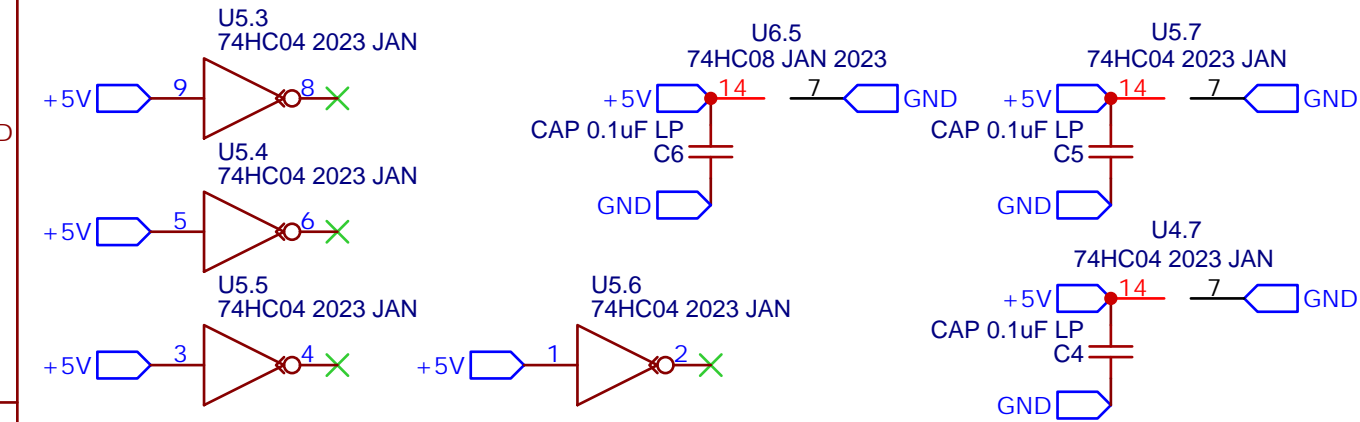 U5.3
74HC04 2023 JAN
+5V 9 8
D
U5.4
74HC04 2023 JAN
+5V 5 6
U5.5
74HC04 2023 JAN
+5V 3 4
U5.6
74HC04 2023 JAN
+5V 1 2
U6.5
74HC08 JAN 2023
+5V 14 7 GND
CAP 0.1uF LP
C6
GND
U5.7
74HC04 2023 JAN
+5V 14 7 GND
CAP 0.1uF LP
C5
GND
U4.7
74HC04 2023 JAN
+5V 14 7 GND
CAP 0.1uF LP
C4
GND